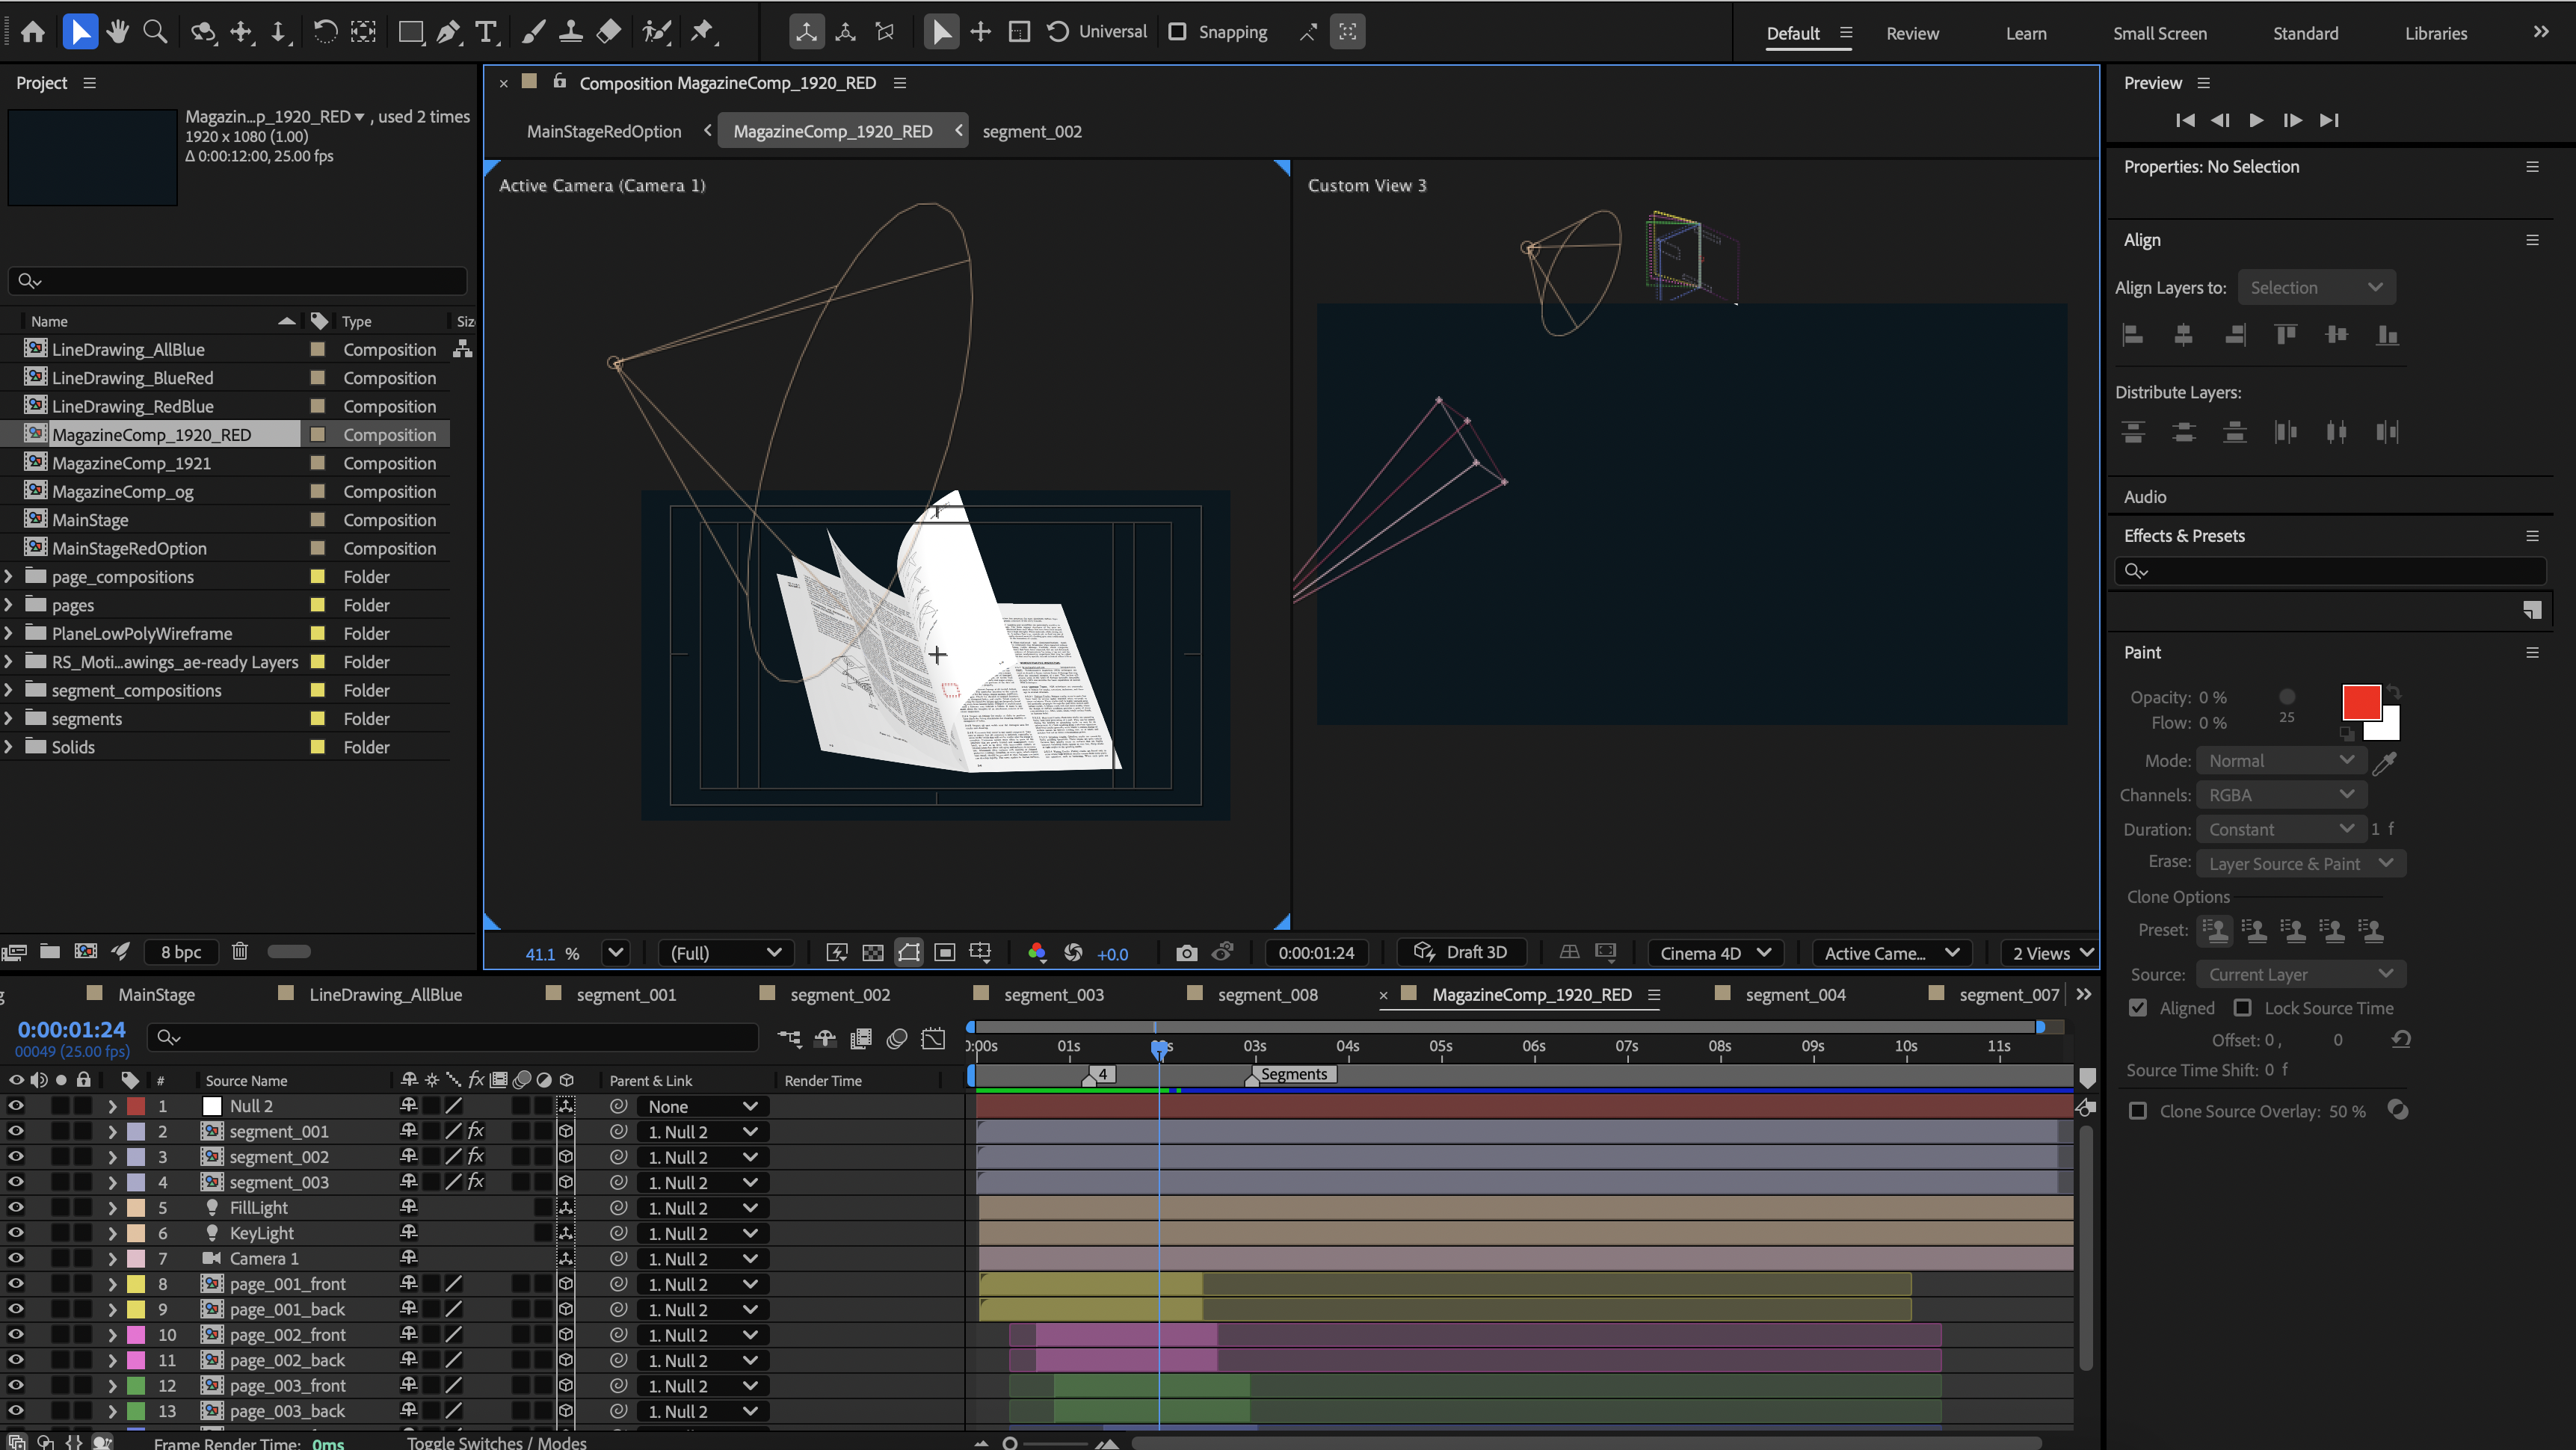 Universal
Snapping
Default
Review
Learn
Small Screen
Standard
Libraries
Project
Magazin...p_1920_RED , used 2 times
1920 x 1080 (1.00)
Δ 0:00:12:00, 25.00 fps
Name Type Siz
LineDrawing_AllBlue Composition
LineDrawing_BlueRed Composition
LineDrawing_RedBlue Composition
MagazineComp_1920_RED Composition
MagazineComp_1921 Composition
MagazineComp_og Composition
MainStage Composition
MainStageRedOption Composition
page_compositions Folder
pages Folder
PlaneLowPolyWireframe Folder
RS_Moti...awings_ae-ready Layers Folder
segment_compositions Folder
segments Folder
Solids Folder
8 bpc
Composition MagazineComp_1920_RED
MainStageRedOption MagazineComp_1920_RED segment_002
Active Camera (Camera 1)
Custom View 3
41.1 % (Full) +0.0 0:00:01:24 Draft 3D Cinema 4D Active Came... 2 Views
Preview
Properties: No Selection
Align
Align Layers to: Selection
Distribute Layers:
Audio
Effects & Presets
Paint
Opacity: 0 %
Flow: 0 %
25
Mode: Normal
Channels: RGBA
Duration: Constant 1 f
Erase: Layer Source & Paint
Clone Options
Preset:
Source: Current Layer
Aligned Lock Source Time
Offset: 0 , 0
Source Time Shift: 0 f
Clone Source Overlay: 50 %
MainStage LineDrawing_AllBlue segment_001 segment_002 segment_003 segment_008 MagazineComp_1920_RED segment_004 segment_007
0:00:01:24
00049 (25.00 fps)
01s 03s 04s 05s 06s 07s 08s 09s 10s 11s
4 Segments
# Source Name fx Parent & Link Render Time
1 Null 2 None
2 segment_001 fx 1. Null 2
3 segment_002 fx 1. Null 2
4 segment_003 fx 1. Null 2
5 FillLight 1. Null 2
6 KeyLight 1. Null 2
7 Camera 1 1. Null 2
8 page_001_front 1. Null 2
9 page_001_back 1. Null 2
10 page_002_front 1. Null 2
11 page_002_back 1. Null 2
12 page_003_front 1. Null 2
13 page_003_back 1. Null 2
Frame Render Time: 0ms Toggle Switches / Modes